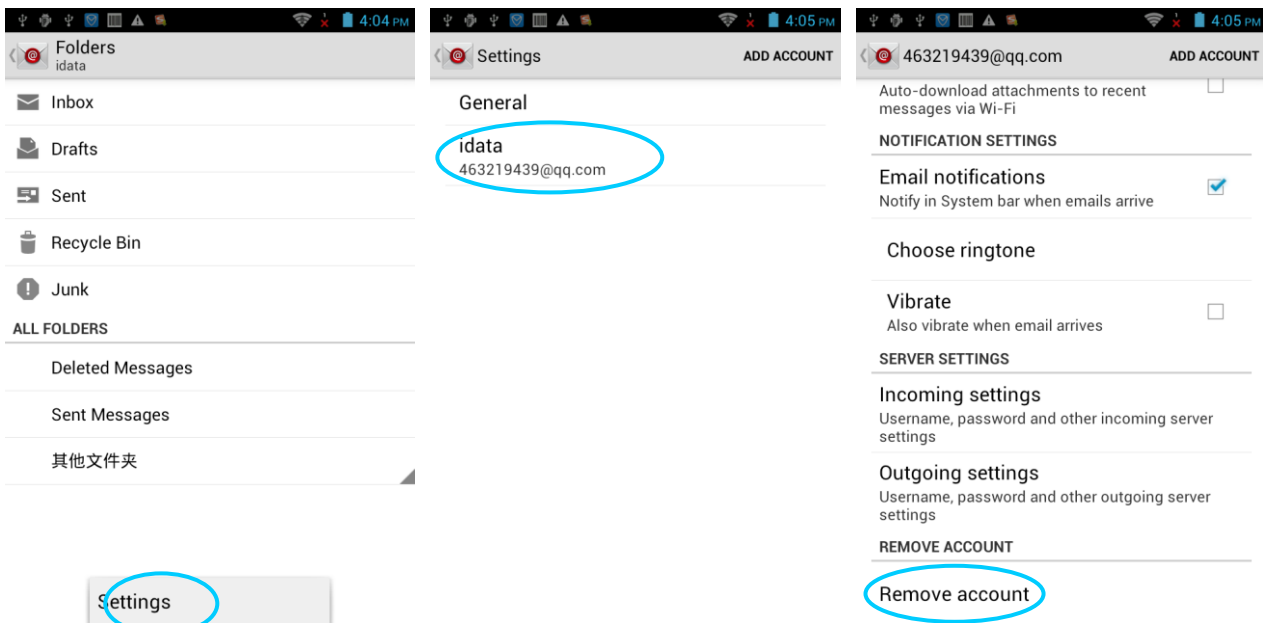 4:04 PM
Folders
idata
Inbox
Drafts
Sent
Recycle Bin
Junk
ALL FOLDERS
Deleted Messages
Sent Messages
其他文件夹
Settings
4:05 PM
Settings
ADD ACCOUNT
General
idata
463219439@qq.com
4:05 PM
463219439@qq.com
ADD ACCOUNT
Auto-download attachments to recent
messages via Wi-Fi
NOTIFICATION SETTINGS
Email notifications
Notify in System bar when emails arrive
Choose ringtone
Vibrate
Also vibrate when email arrives
SERVER SETTINGS
Incoming settings
Username, password and other incoming server
settings
Outgoing settings
Username, password and other outgoing server
settings
REMOVE ACCOUNT
Remove account